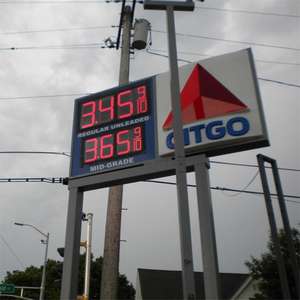 3.45 9/10
REGULAR UNLEADED
3.65 9/10
MID-GRADE
CITGO